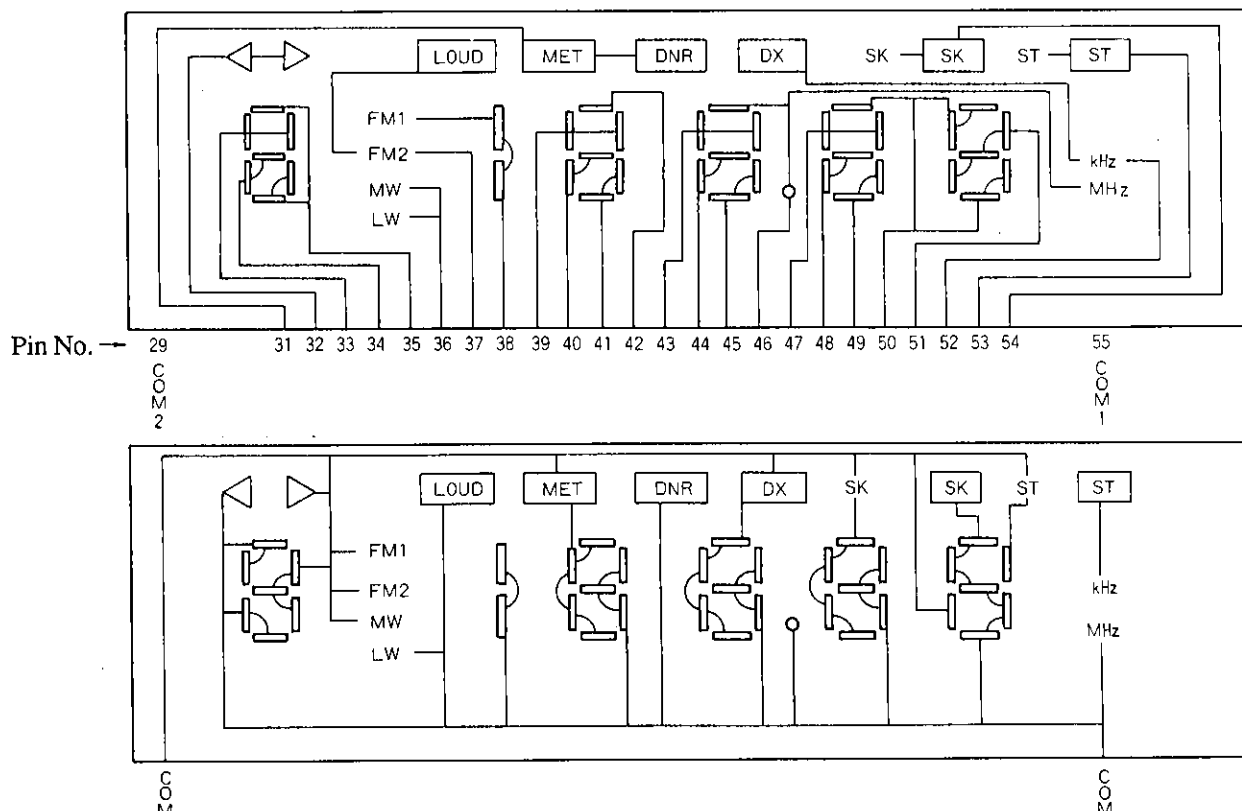 LOUD MET DNR DX SK SK ST ST
FM1
FM2
MW
LW
kHz
MHz
Pin No. → 29 31 32 33 34 35 36 37 38 39 40 41 42 43 44 45 46 47 48 49 50 51 52 53 54 55
COM2
COM1
LOUD MET DNR DX SK SK ST ST
FM1
FM2
MW
LW
kHz
MHz
COM
COM